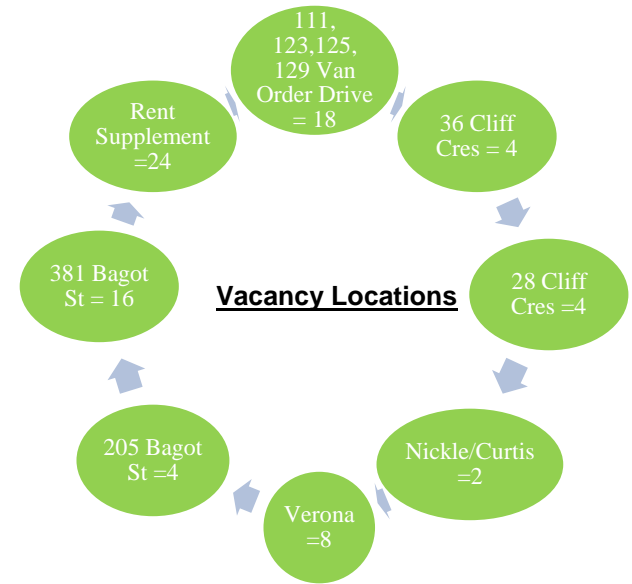 111,
123,125,
129 Van
Order Drive
= 18
36 Cliff
Cres = 4
28 Cliff
Cres =4
Nickle/Curtis
=2
Verona
=8
205 Bagot
St =4
381 Bagot
St = 16
Rent
Supplement
=24
Vacancy Locations